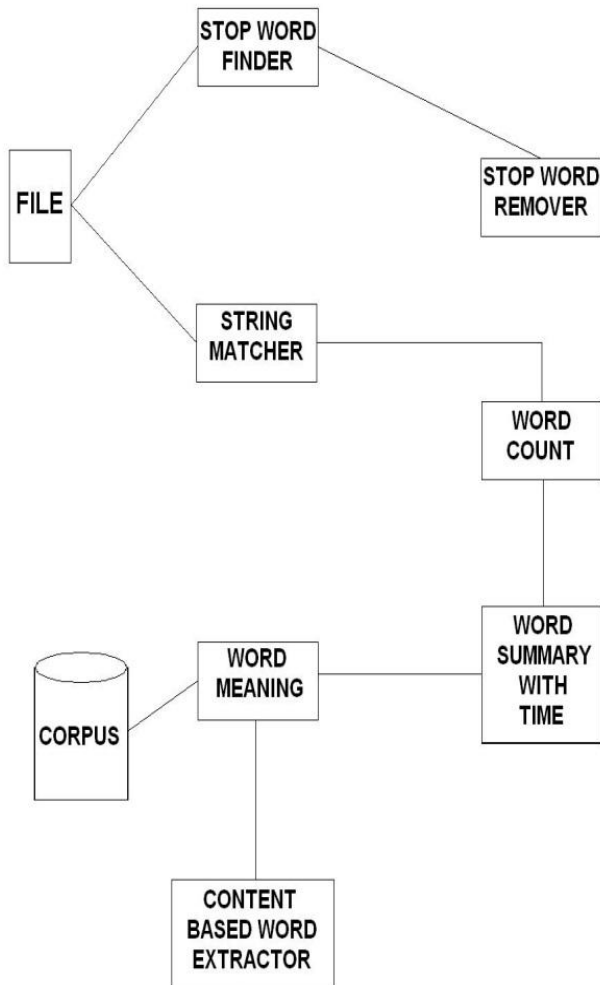 STOP WORD
FINDER
FILE
STOP WORD
REMOVER
STRING
MATCHER
WORD
COUNT
WORD
SUMMARY
WITH
TIME
WORD
MEANING
CORPUS
CONTENT
BASED WORD
EXTRACTOR